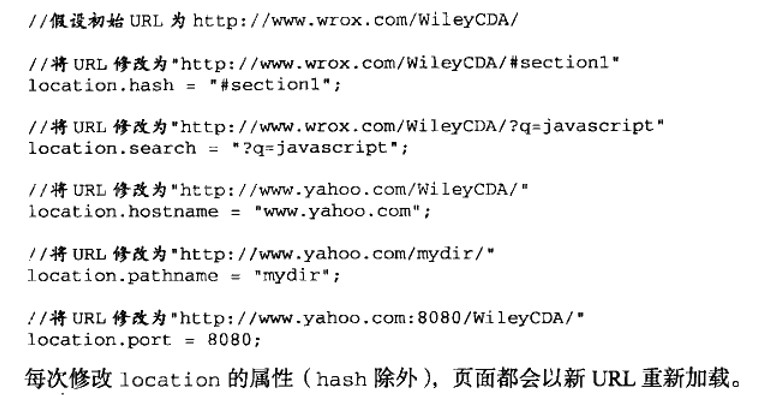 //假设初始 URL 为 http://www.wrox.com/WileyCDA/
//将 URL 修改为"http://www.wrox.com/WileyCDA/#section1"
location.hash = "#section1";
//将 URL 修改为"http://www.wrox.com/WileyCDA/?q=javascript"
location.search = "?q=javascript";
//将 URL 修改为"http://www.yahoo.com/WileyCDA/"
location.hostname = "www.yahoo.com";
//将 URL 修改为"http://www.yahoo.com/mydir/"
location.pathname = "mydir";
//将 URL 修改为"http://www.yahoo.com:8080/WileyCDA/"
location.port = 8080;
每次修改 location 的属性（hash 除外），页面都会以新 URL 重新加载。